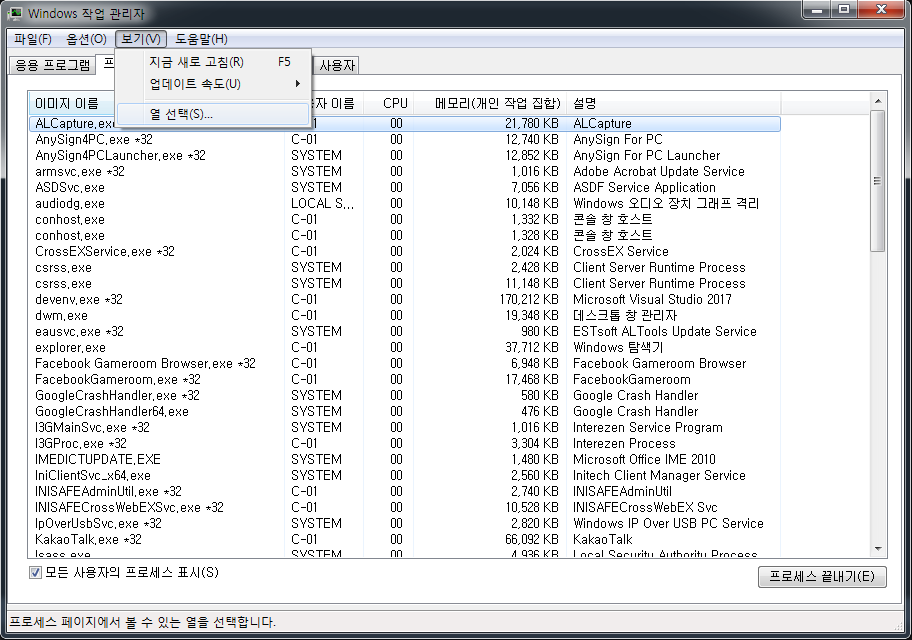 Windows 작업 관리자
파일(F) 옵션(O) 보기(V) 도움말(H)
지금 새로 고침(R) F5
업데이트 속도(U)
열 선택(S)...
응용 프로그램 사용자
이미지 이름 이름 CPU 메모리(개인 작업 집합) 설명
ALCapture.exe 00 21,780 KB ALCapture
AnySign4PC.exe *32 C-01 00 12,740 KB AnySign For PC
AnySign4PCLauncher.exe *32 SYSTEM 00 12,852 KB AnySign For PC Launcher
armsvc.exe *32 SYSTEM 00 1,016 KB Adobe Acrobat Update Service
ASDSvc.exe SYSTEM 00 7,056 KB ASDF Service Application
audiodg.exe LOCAL S... 00 10,148 KB Windows 오디오 장치 그래프 격리
conhost.exe C-01 00 1,332 KB 콘솔 창 호스트
conhost.exe C-01 00 1,328 KB 콘솔 창 호스트
CrossEXService.exe *32 C-01 00 2,024 KB CrossEX Service
csrss.exe SYSTEM 00 2,428 KB Client Server Runtime Process
csrss.exe SYSTEM 00 11,148 KB Client Server Runtime Process
devenv.exe *32 C-01 00 170,212 KB Microsoft Visual Studio 2017
dwm.exe C-01 00 19,348 KB 데스크톱 창 관리자
eausvc.exe *32 SYSTEM 00 980 KB ESTsoft ALTools Update Service
explorer.exe C-01 00 37,712 KB Windows 탐색기
Facebook Gameroom Browser.exe *32 C-01 00 6,948 KB Facebook Gameroom Browser
FacebookGameroom.exe *32 C-01 00 17,468 KB FacebookGameroom
GoogleCrashHandler.exe *32 SYSTEM 00 580 KB Google Crash Handler
GoogleCrashHandler64.exe SYSTEM 00 476 KB Google Crash Handler
I3GMainSvc.exe *32 SYSTEM 00 1,016 KB Interezen Service Program
I3GProc.exe *32 C-01 00 3,304 KB Interezen Process
IMEDICTUPDATE.EXE SYSTEM 00 1,480 KB Microsoft Office IME 2010
IniClientSvc_x64.exe SYSTEM 00 2,560 KB Initech Client Manager Service
INISAFEAdminUtil.exe *32 C-01 00 2,740 KB INISAFEAdminUtil
INISAFECrossWebEXSvc.exe *32 C-01 00 10,528 KB INISAFECrossWebEX Svc
IpOverUsbSvc.exe *32 SYSTEM 00 2,820 KB Windows IP Over USB PC Service
KakaoTalk.exe *32 C-01 00 66,092 KB KakaoTalk
lsass.exe SYSTEM 00 4,936 KB Local Security Authority Process
모든 사용자의 프로세스 표시(S) 프로세스 끝내기(E)
프로세스 페이지에서 볼 수 있는 열을 선택합니다.